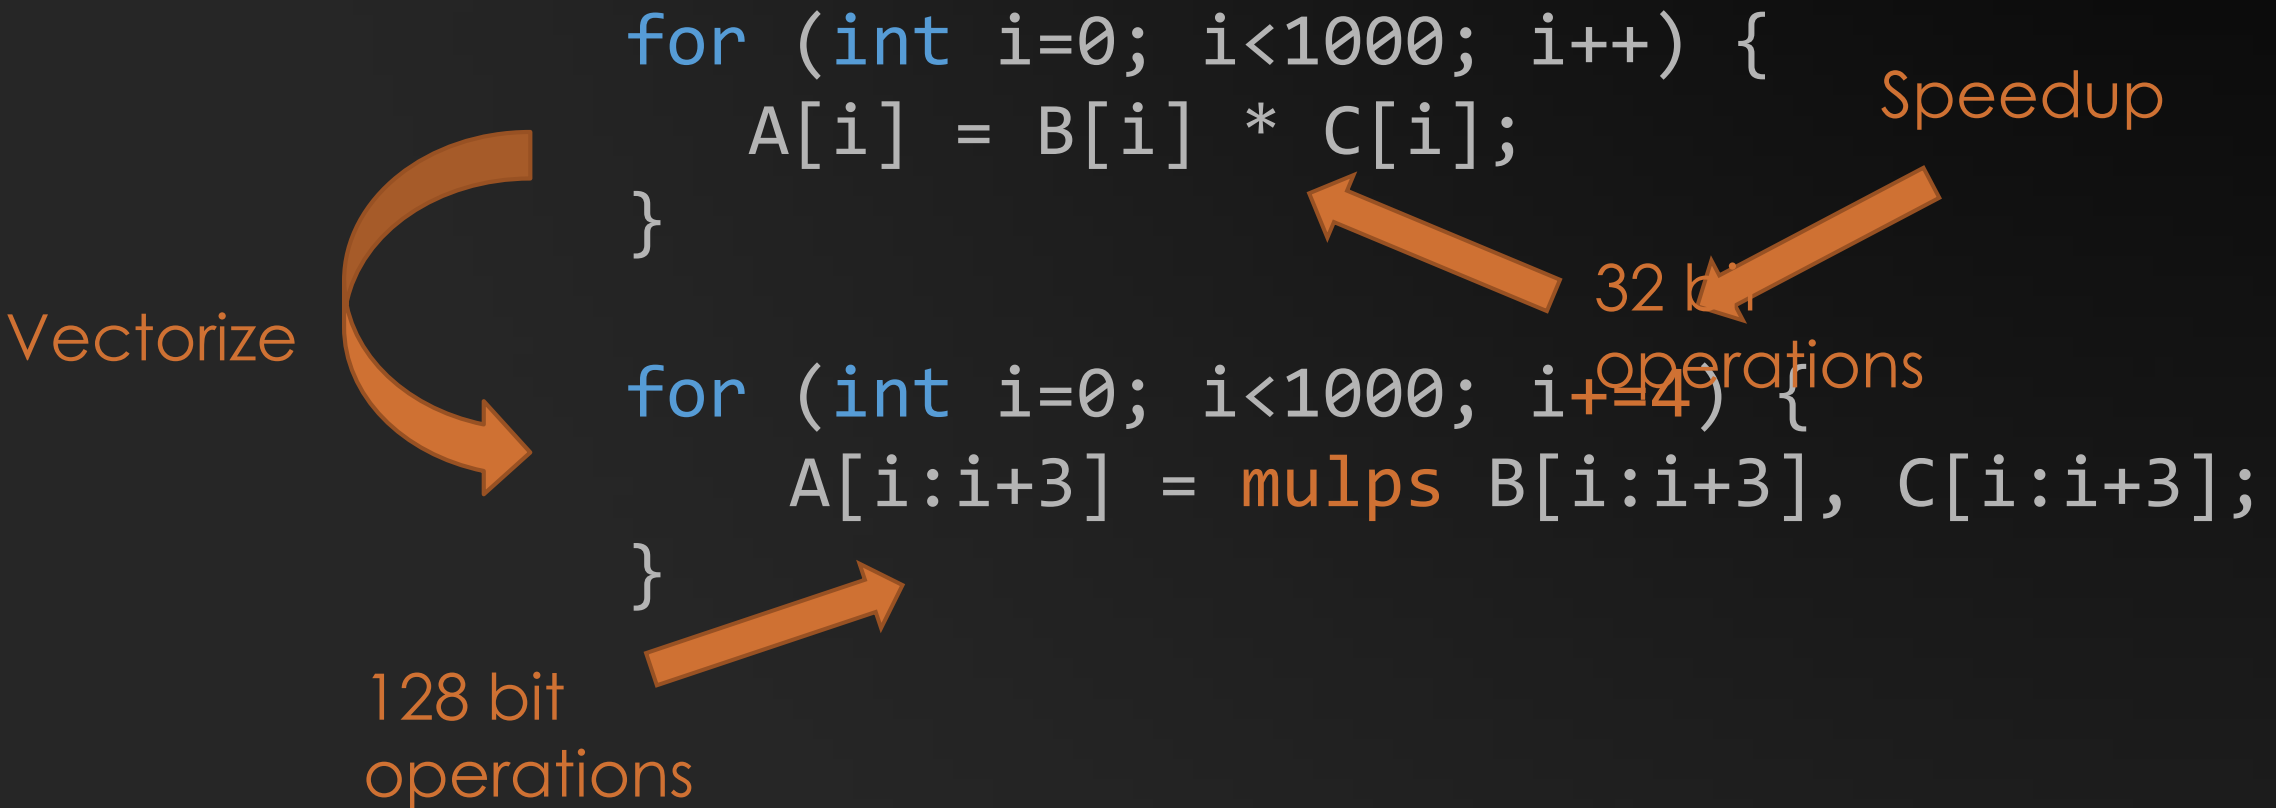 for (int i=0; i<1000; i++) {
A[i] = B[i] * C[i];
}
Speedup
32 bit
operations
Vectorize
for (int i=0; i<1000; i+=4) {
A[i:i+3] = mulps B[i:i+3], C[i:i+3];
}
128 bit
operations